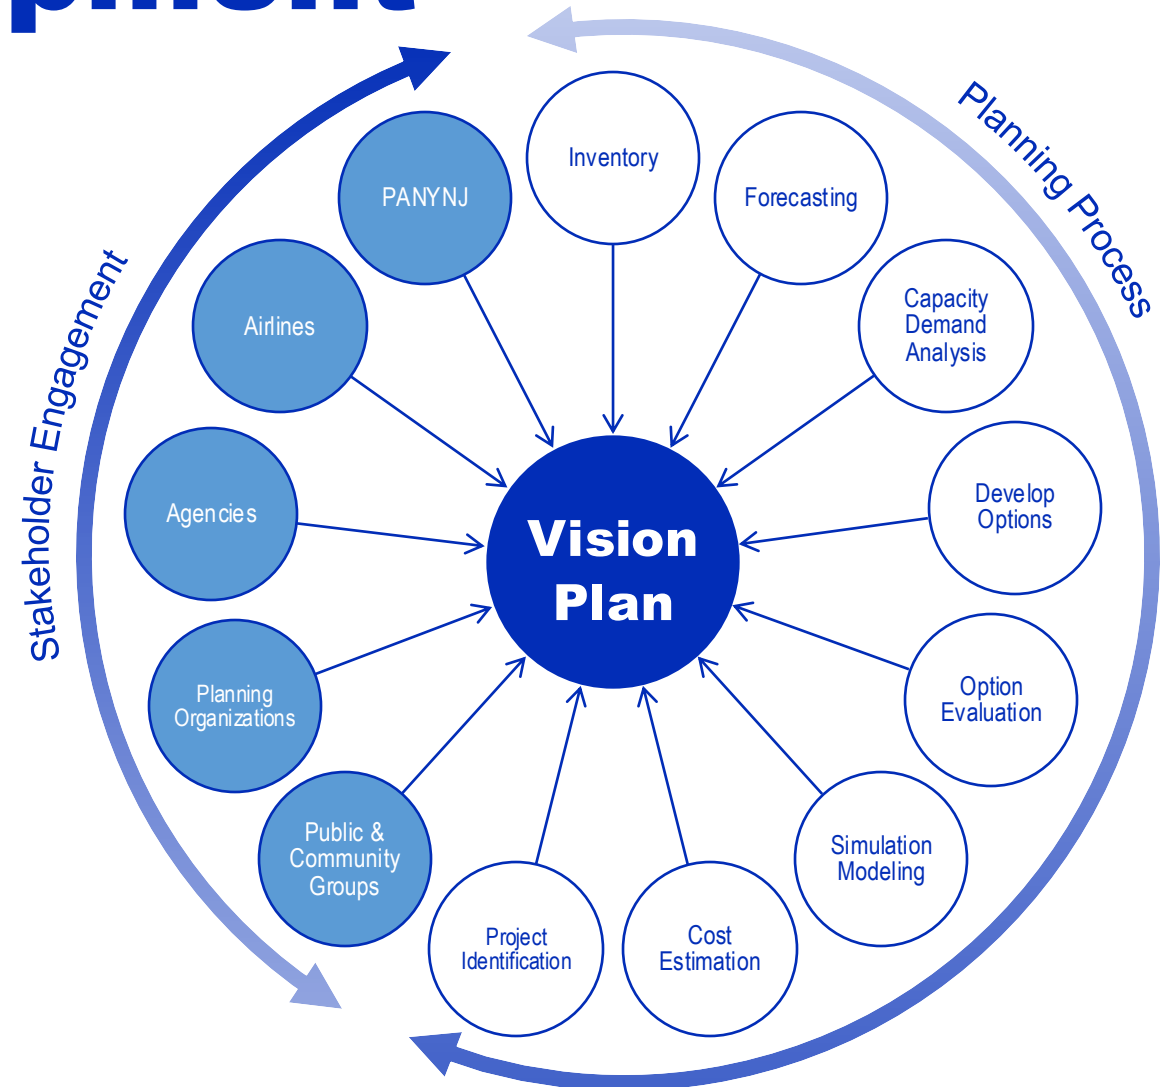 pment
Planning Process
Stakeholder Engagement
Inventory
Forecasting
Capacity
Demand
Analysis
Develop
Options
Option
Evaluation
Simulation
Modeling
Cost
Estimation
Project
Identification
Public &
Community
Groups
Planning
Organizations
Agencies
Airlines
PANYNJ
Vision
Plan